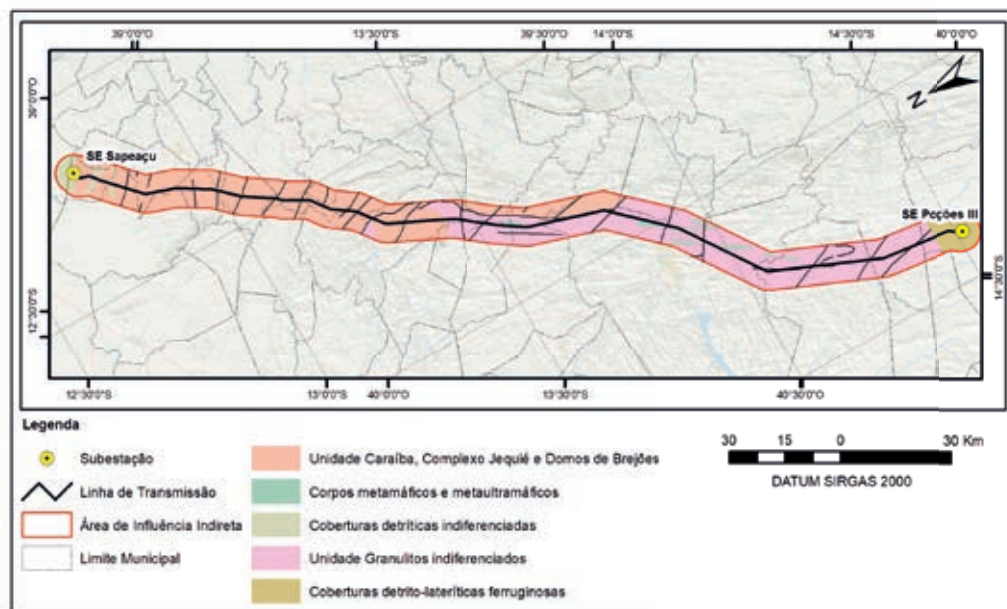 39°0'0"O
13°30'0"S
39°30'0"O
14°0'0"S
14°30'0"S
40°0'0"O
N
SE Sapeaçu
SE Poções III
12°30'0"S
14°30'0"S
12°30'0"S
13°0'0"S
40°0'0"O
13°30'0"S
40°30'0"O
Legenda
Subestação
Linha de Transmissão
Área de Influência Indireta
Limite Municipal
Unidade Caraíba, Complexo Jequié e Domos de Brejões
Corpos metamáficos e metaultramáficos
Coberturas detríticas indiferenciadas
Unidade Granulitos indiferenciados
Coberturas detrito-lateríticas ferruginosas
30 15 0 30 Km
DATUM SIRGAS 2000